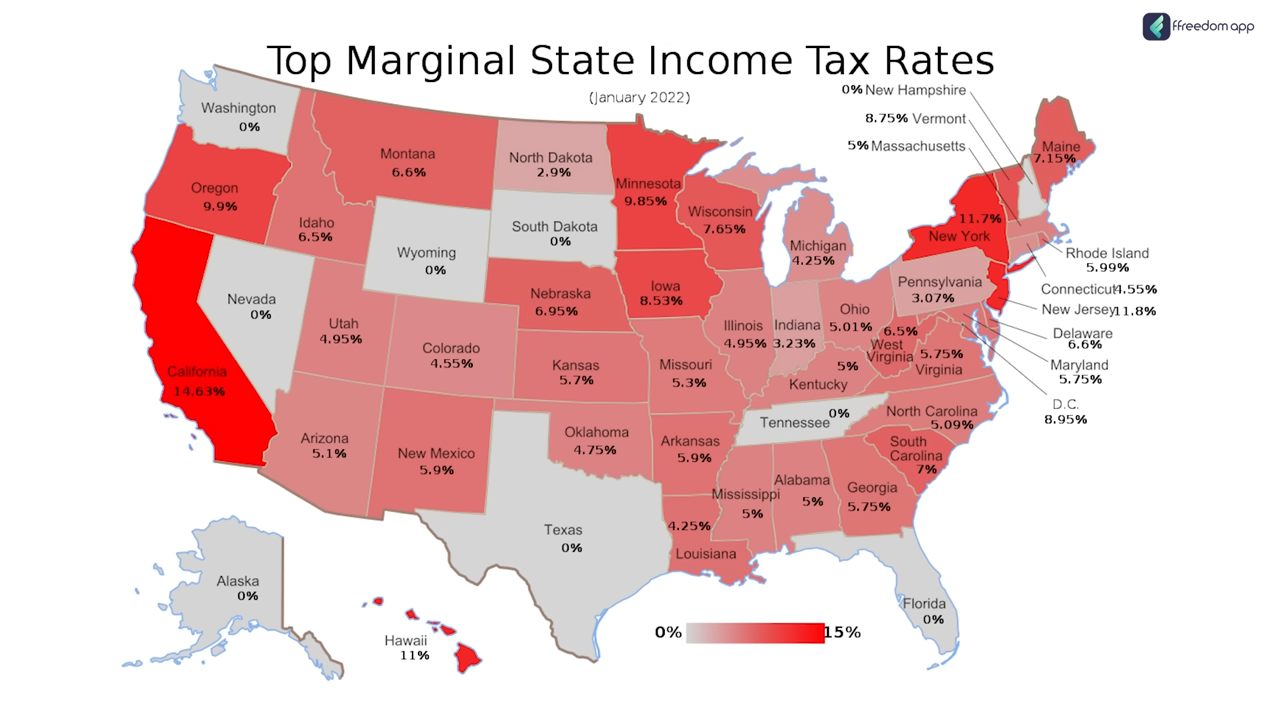 ffreedom app
Top Marginal State Income Tax Rates
(January 2022)
0% New Hampshire
8.75% Vermont
5% Massachusetts
Washington
0%
Montana
6.6%
North Dakota
2.9%
Minnesota
9.85%
Maine
7.15%
Oregon
9.9%
Idaho
6.5%
Wyoming
0%
South Dakota
0%
Wisconsin
7.65%
Michigan
4.25%
11.7%
New York
Rhode Island
5.99%
Connecticut 4.55%
New Jersey 11.8%
Delaware
6.6%
Maryland
5.75%
D.C.
8.95%
Nevada
0%
Utah
4.95%
Colorado
4.55%
Nebraska
6.95%
Iowa
8.53%
Illinois
4.95%
Indiana
3.23%
Ohio
5.01%
Pennsylvania
3.07%
6.5%
West
Virginia
5.75%
Virginia
California
14.63%
Kansas
5.7%
Missouri
5.3%
5%
Kentucky
Arizona
5.1%
New Mexico
5.9%
Oklahoma
4.75%
Arkansas
5.9%
0%
Tennessee
North Carolina
5.09%
South
Carolina
7%
Mississippi
5%
Alabama
5%
Georgia
5.75%
4.25%
Louisiana
Texas
0%
Alaska
0%
Hawaii
11%
Florida
0%
0% 15%